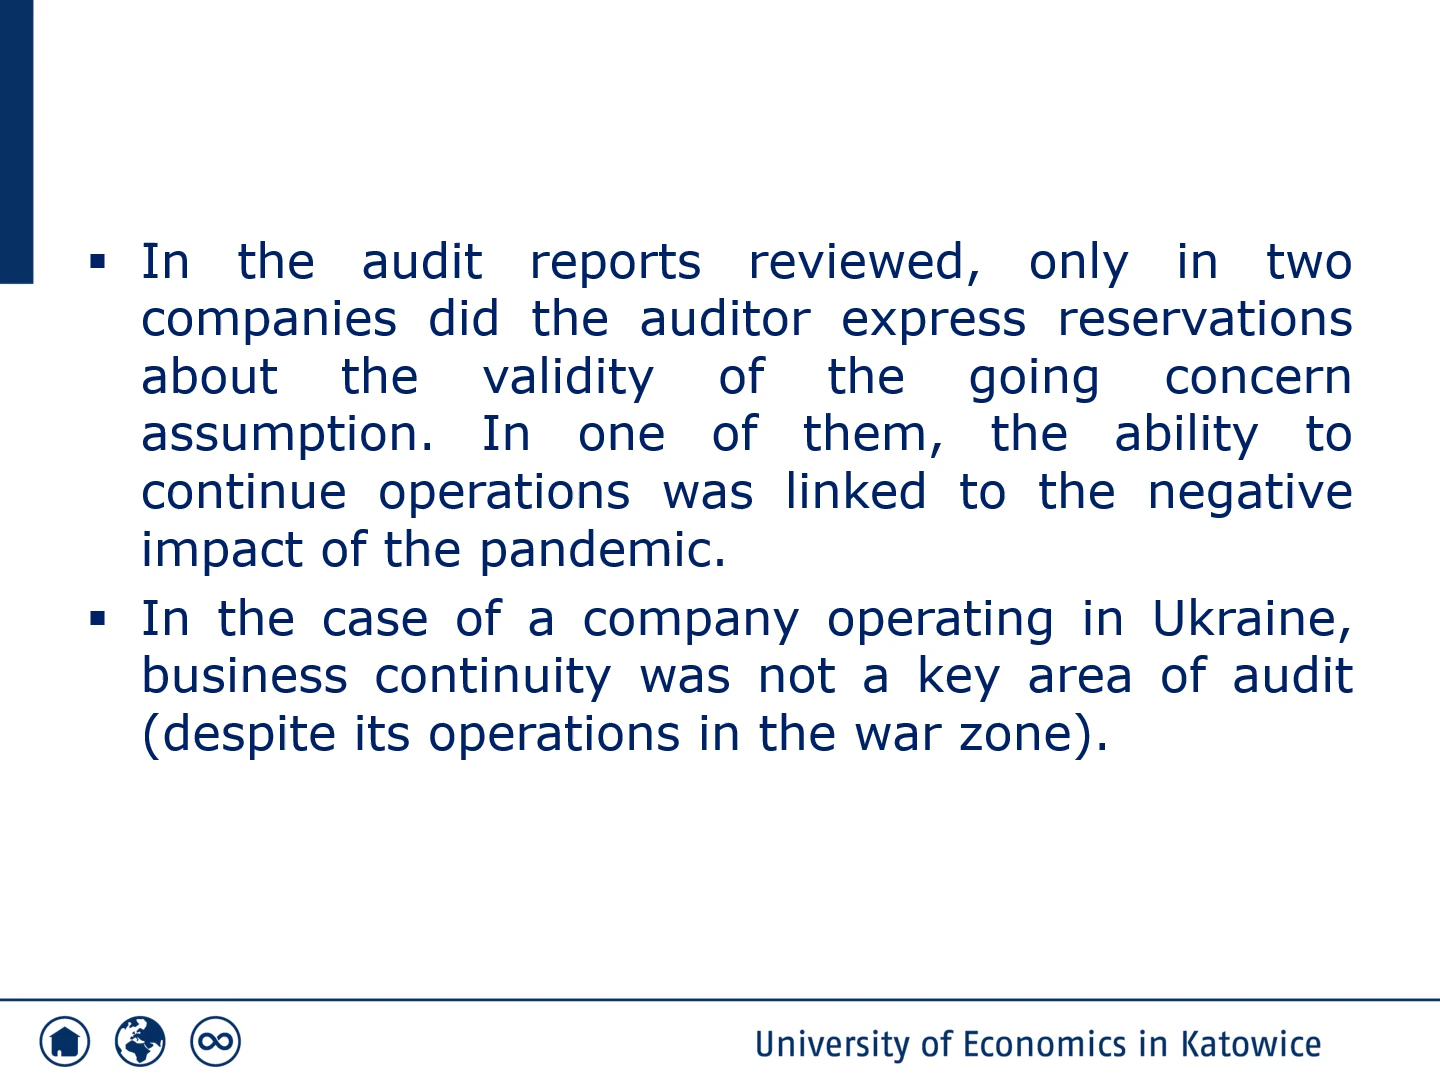 ▪ In the audit reports reviewed, only in two
companies did the auditor express reservations
about the validity of the going concern
assumption. In one of them, the ability to
continue operations was linked to the negative
impact of the pandemic.
▪ In the case of a company operating in Ukraine,
business continuity was not a key area of audit
(despite its operations in the war zone).
University of Economics in Katowice